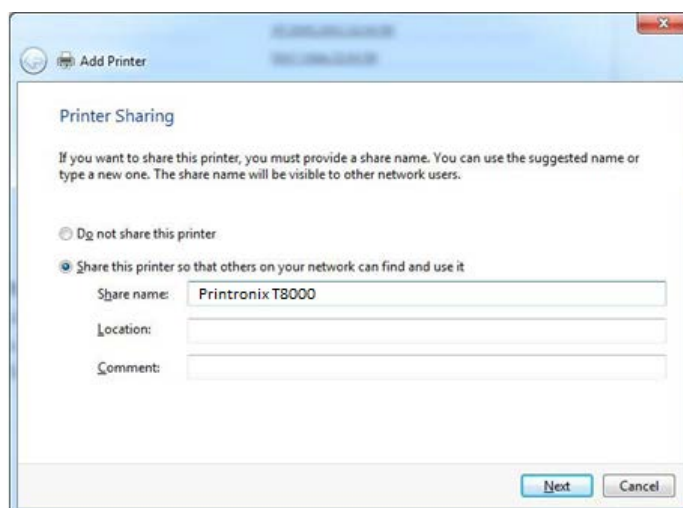 Add Printer
Printer Sharing
If you want to share this printer, you must provide a share name. You can use the suggested name or
type a new one. The share name will be visible to other network users.
Do not share this printer
Share this printer so that others on your network can find and use it
Share name: Printronix T8000
Location:
Comment:
Next Cancel